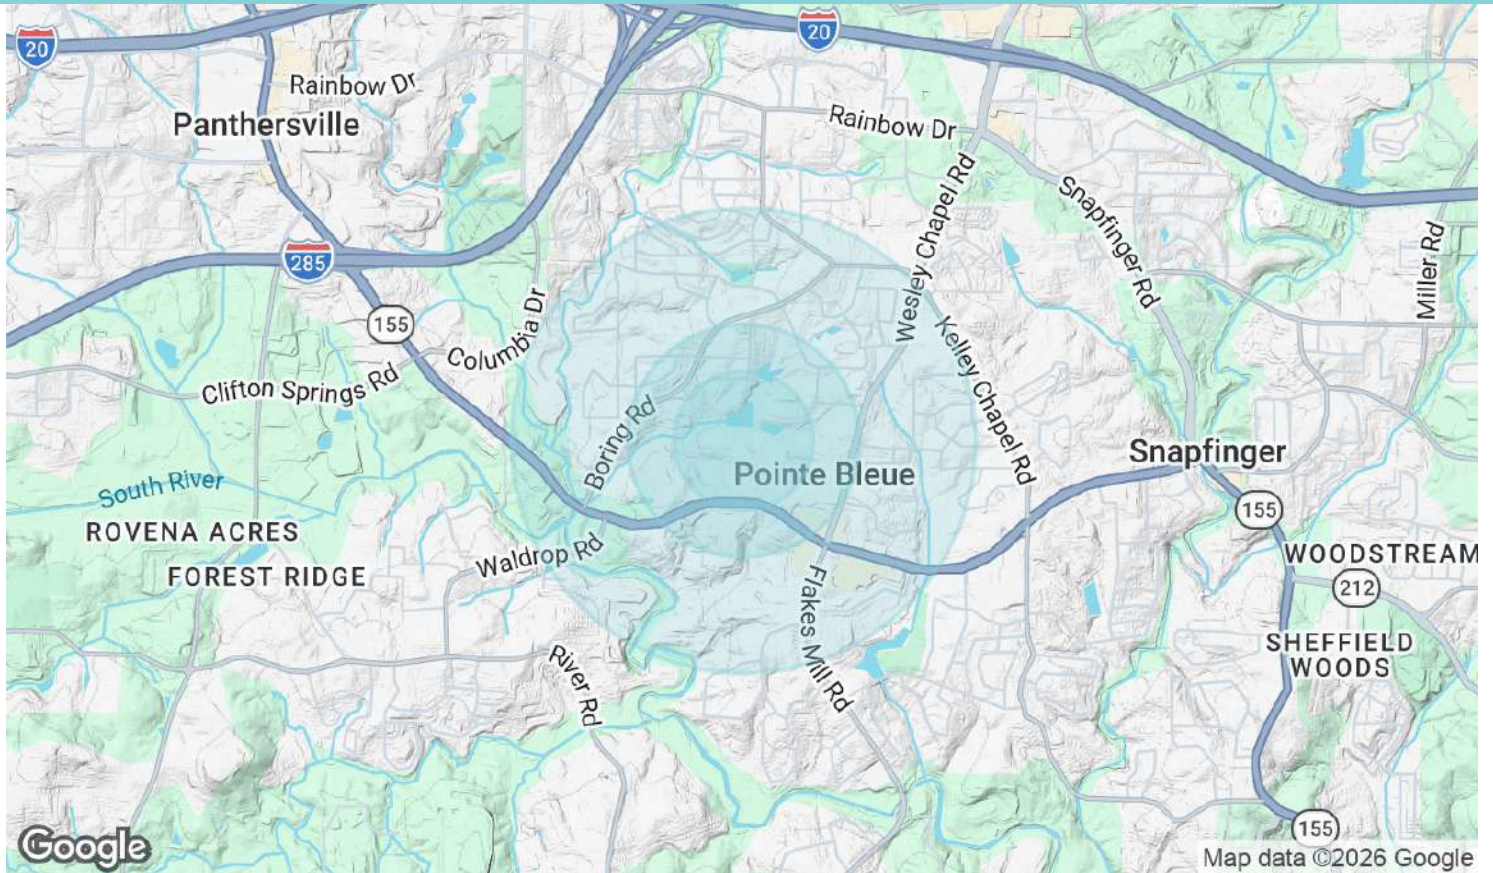 20
20
Rainbow Dr
Panthersville
Rainbow Dr
Wesley Chapel Rd
Snapfinger Rd
Miller Rd
285
155
Columbia Dr
Kelley Chapel Rd
Clifton Springs Rd
Boring Rd
Pointe Bleue
Snapfinger
South River
155
ROVENA ACRES
Waldrop Rd
WOODSTREAM
FOREST RIDGE
212
Flakes Mill Rd
SHEFFIELD
WOODS
River Rd
155
Google
Map data ©2026 Google